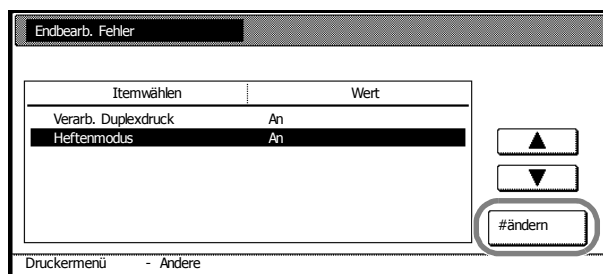 Endbearb. Fehler
Itemwählen Wert
Verarb. Duplexdruck An
Heftenmodus An
#ändern
Druckermenü - Andere